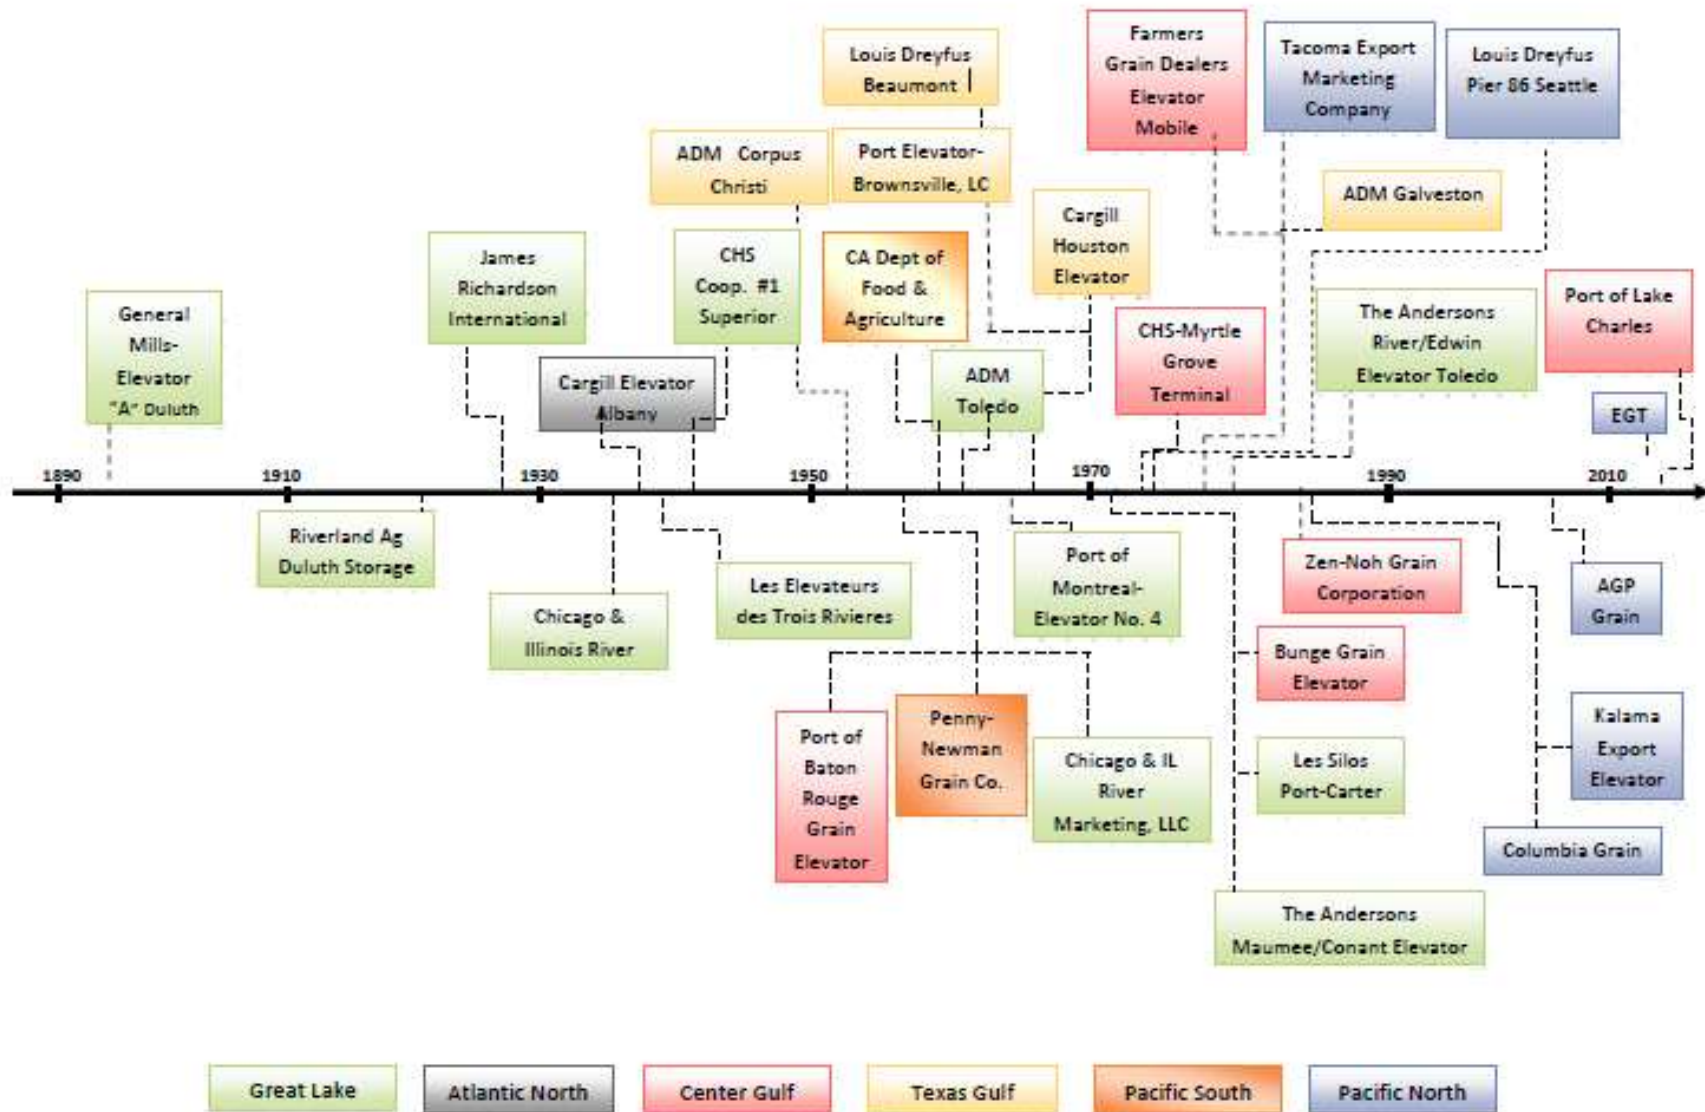 Louis Dreyfus
Beaumont
Farmers
Grain Dealers
Elevator
Mobile
Tacoma Export
Marketing
Company
Louis Dreyfus
Pier 86 Seattle
ADM Corpus
Christi
Port Elevator-
Brownsville, LC
ADM Galveston
Cargill
Houston
Elevator
James
Richardson
International
CHS
Coop. #1
Superior
CA Dept of
Food &
Agriculture
General
Mills-
Elevator
"A" Duluth
Cargill Elevator
Albany
ADM
Toledo
CHS-Myrtle
Grove
Terminal
The Andersons
River/Edwin
Elevator Toledo
Port of Lake
Charles
EGT
1890
1910
1930
1950
1970
1990
2010
Riverland Ag
Duluth Storage
Chicago &
Illinois River
Les Elevateurs
des Trois Rivieres
Port of
Montreal-
Elevator No. 4
Zen-Noh Grain
Corporation
AGP
Grain
Bunge Grain
Elevator
Port of
Baton
Rouge
Grain
Elevator
Penny-
Newman
Grain Co.
Chicago & IL
River
Marketing, LLC
Les Silos
Port-Carter
Kalama
Export
Elevator
Columbia Grain
The Andersons
Maumee/Conant Elevator
Great Lake
Atlantic North
Center Gulf
Texas Gulf
Pacific South
Pacific North